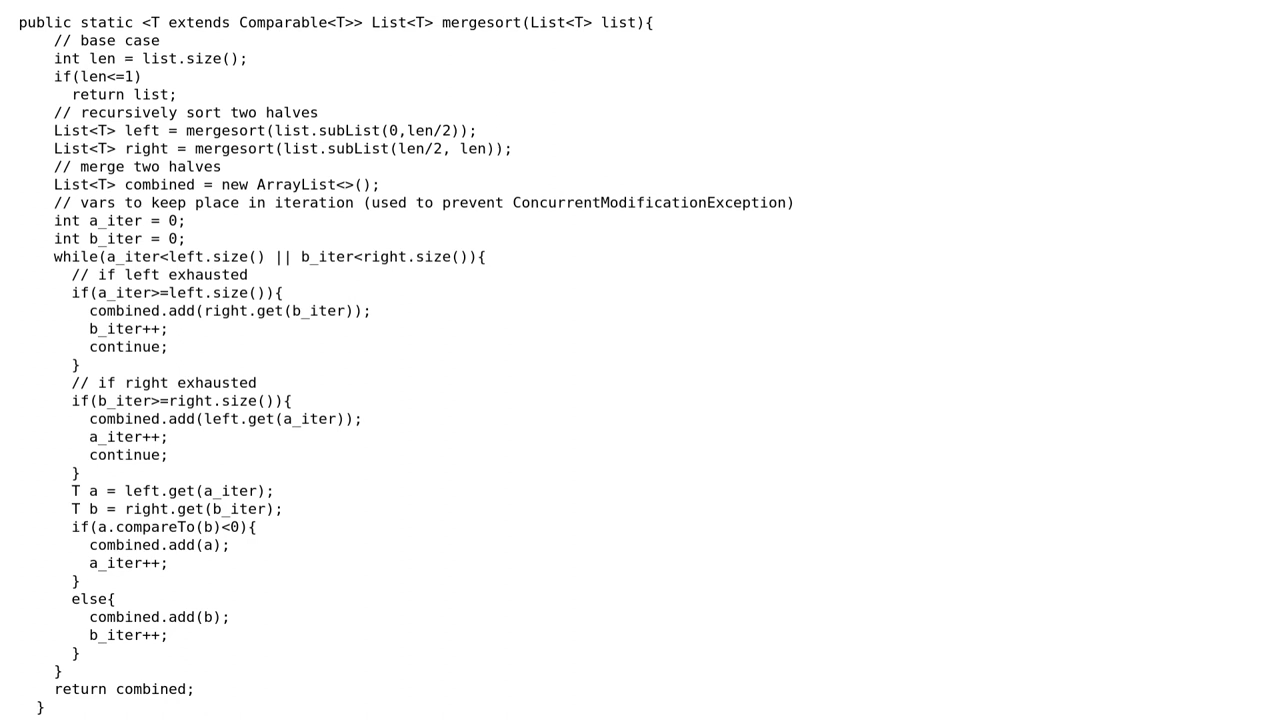 public static <T extends Comparable<T>> List<T> mergesort(List<T> list){
    // base case
    int len = list.size();
    if(len<=1)
      return list;
    // recursively sort two halves
    List<T> left = mergesort(list.subList(0,len/2));
    List<T> right = mergesort(list.subList(len/2, len));
    // merge two halves
    List<T> combined = new ArrayList<>();
    // vars to keep place in iteration (used to prevent ConcurrentModificationException)
    int a_iter = 0;
    int b_iter = 0;
    while(a_iter<left.size() || b_iter<right.size()){
      // if left exhausted
      if(a_iter>=left.size()){
        combined.add(right.get(b_iter));
        b_iter++;
        continue;
      }
      // if right exhausted
      if(b_iter>=right.size()){
        combined.add(left.get(a_iter));
        a_iter++;
        continue;
      }
      T a = left.get(a_iter);
      T b = right.get(b_iter);
      if(a.compareTo(b)<0){
        combined.add(a);
        a_iter++;
      }
      else{
        combined.add(b);
        b_iter++;
      }
    }
    return combined;
  }